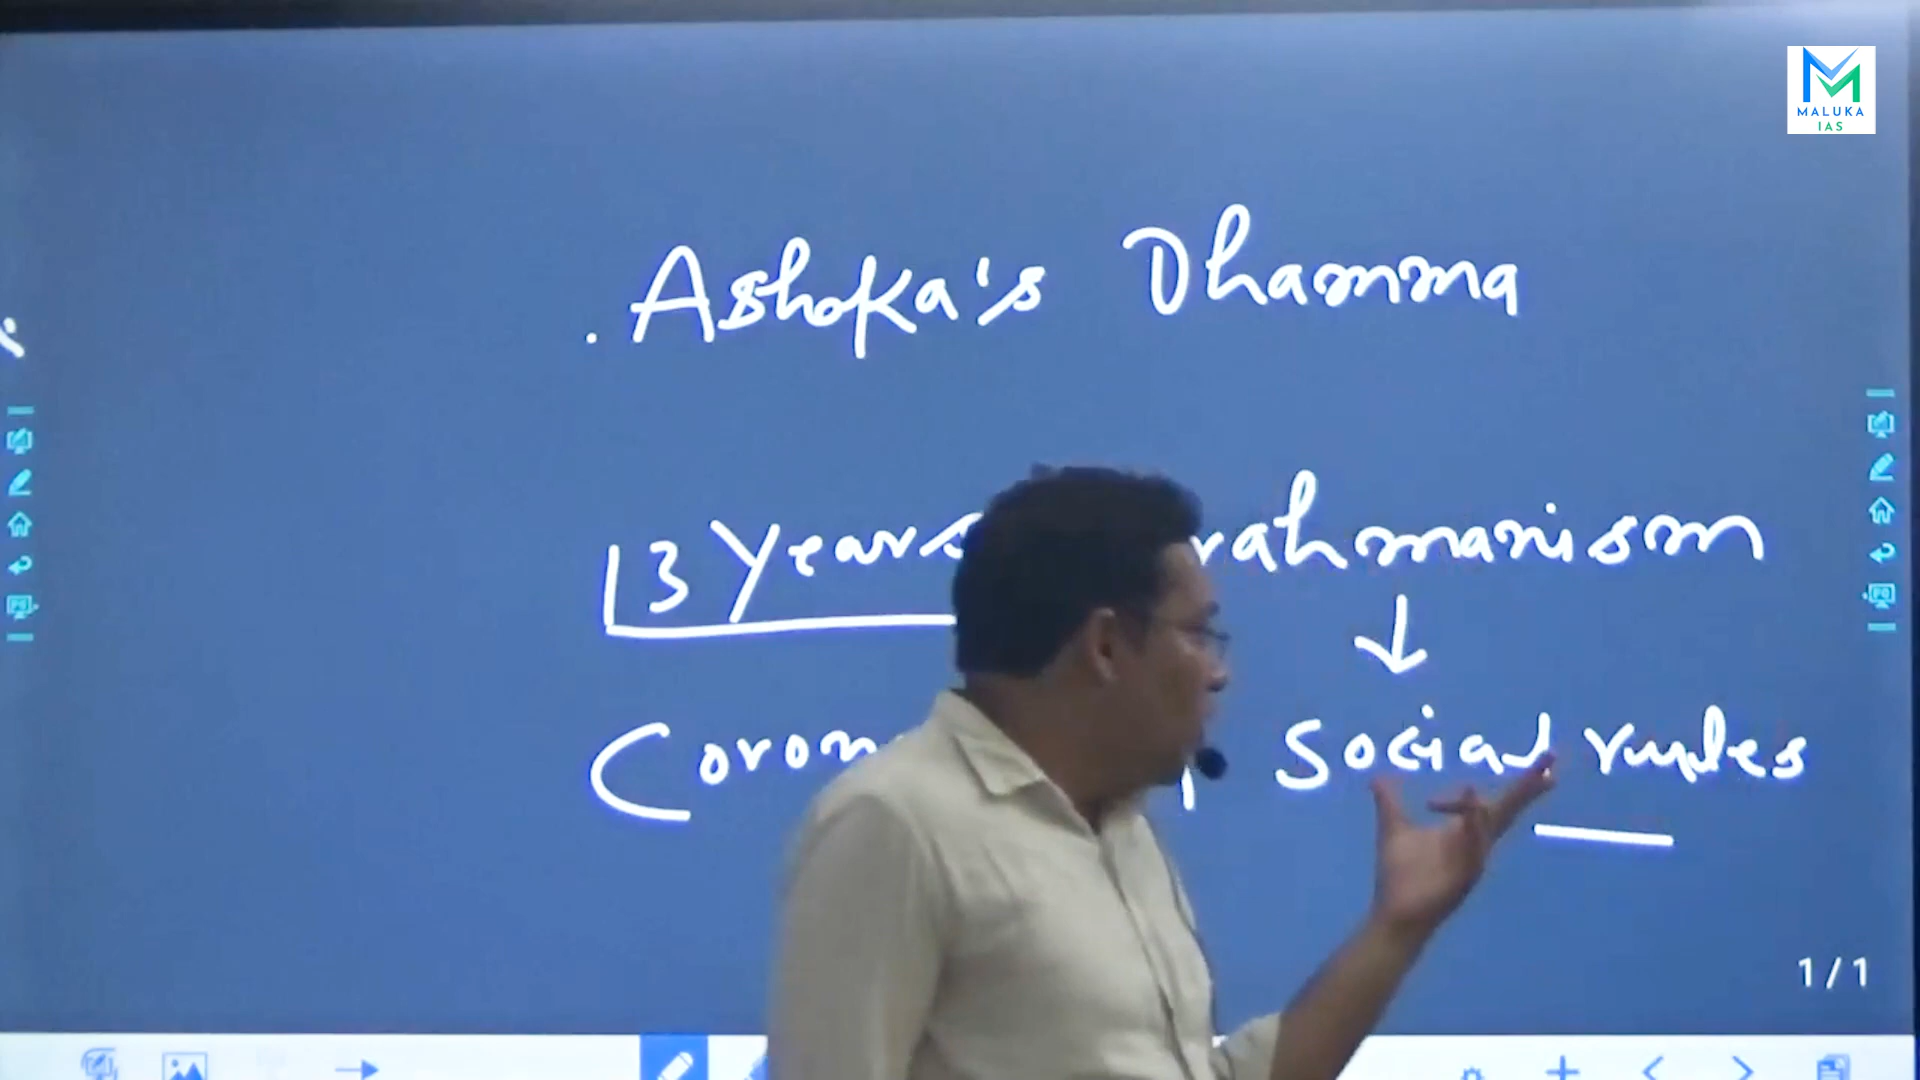 MALUKA
IAS
. Ashoka's Dhamma
13 Years rahmanism
↓
Coron social rules
1/1